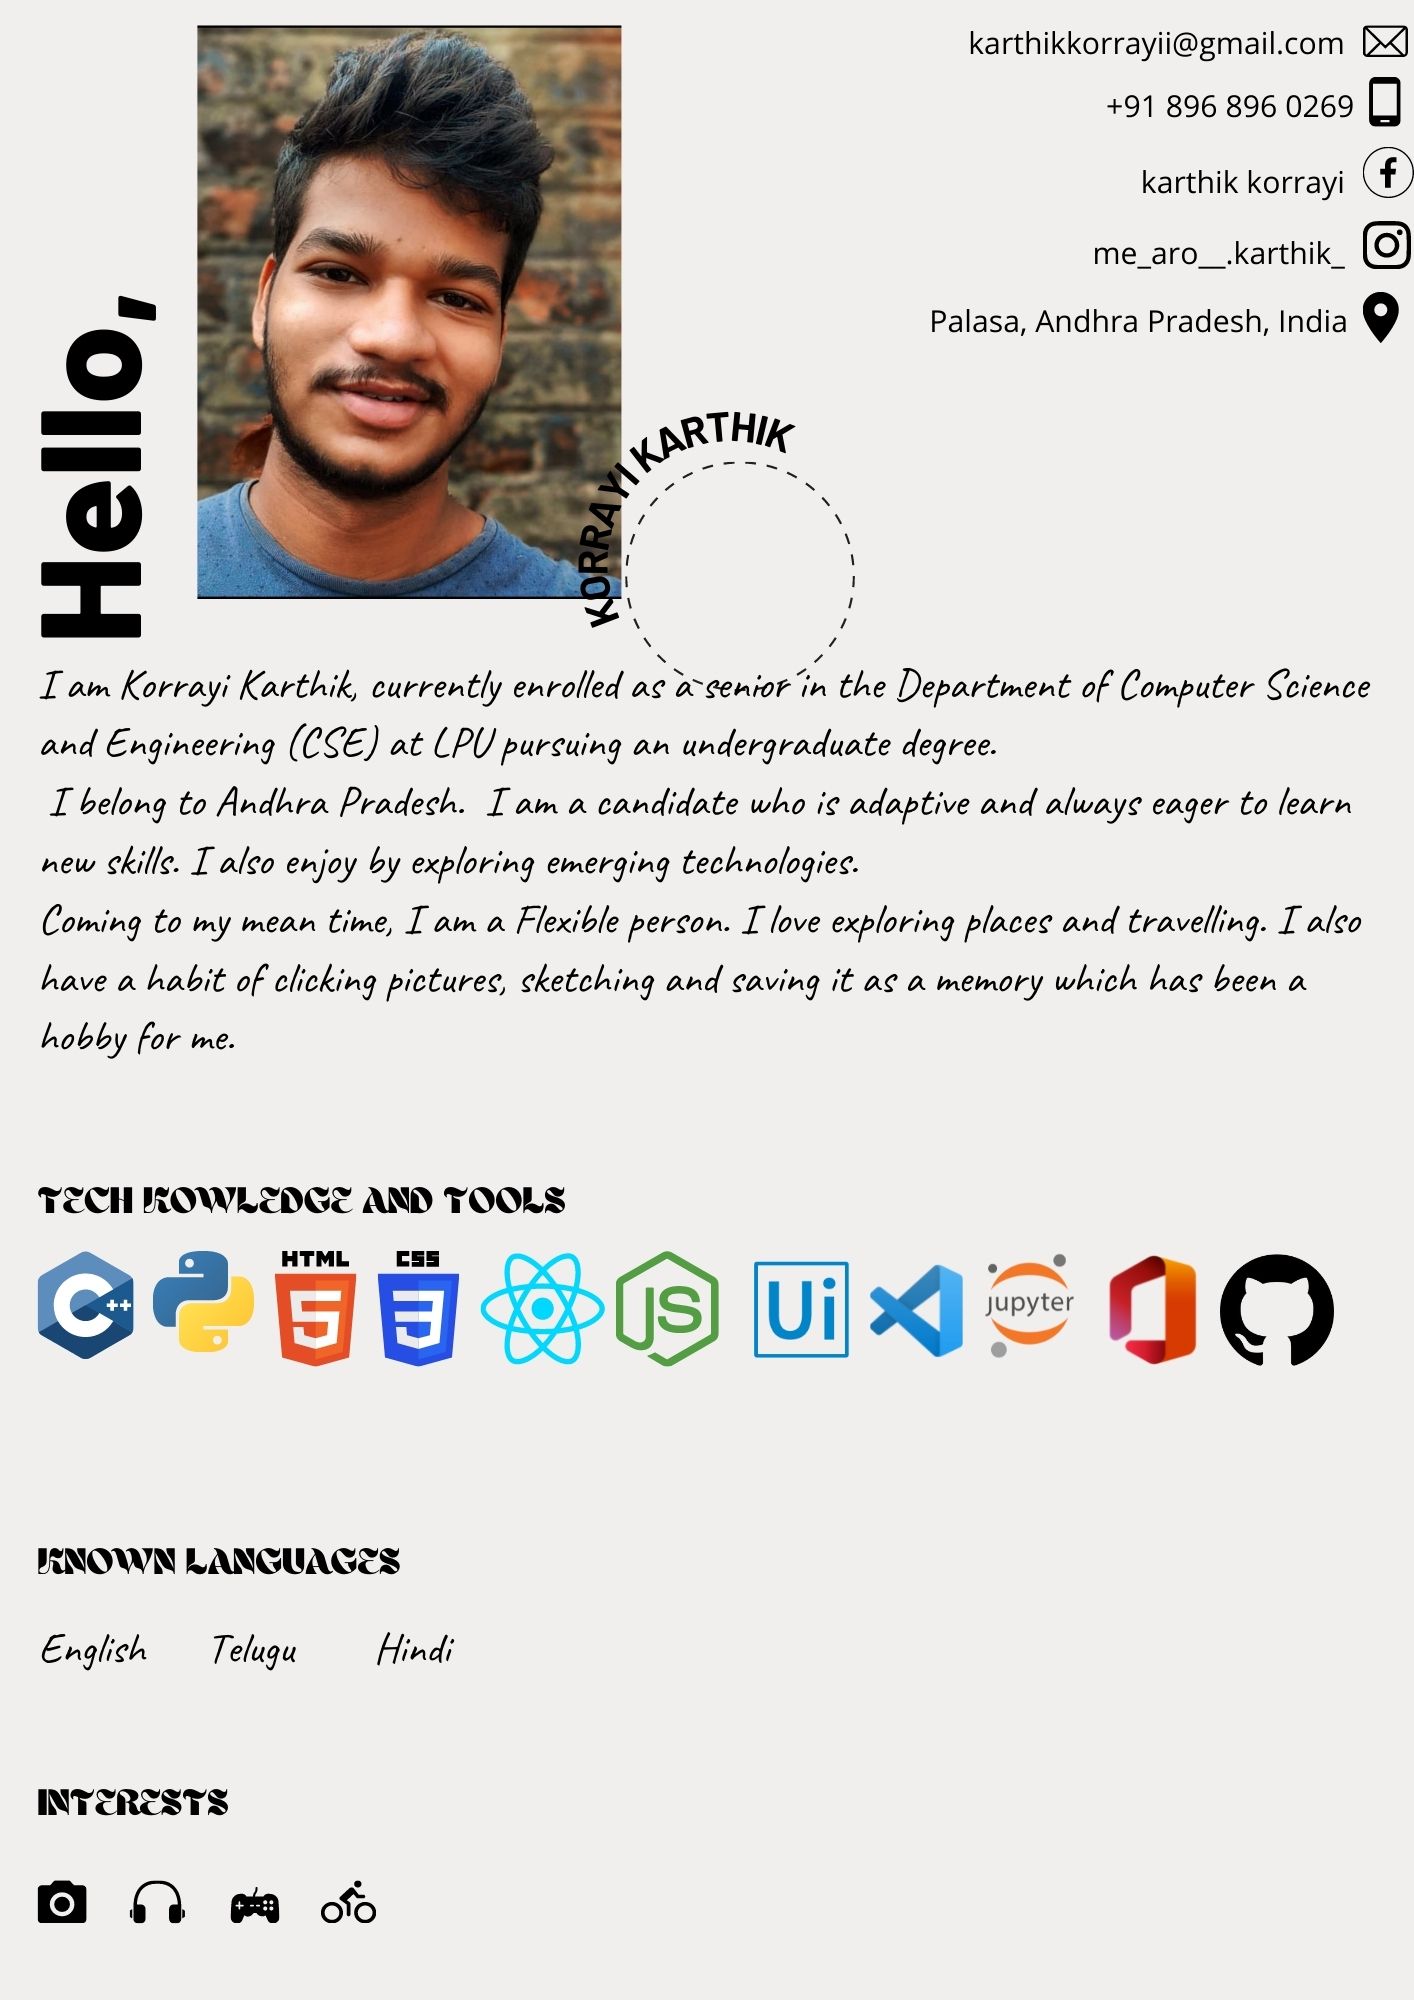 karthikkorrayii@gmail.com
+91 896 896 0269
karthik korrayi
me_aro__.karthik_
Palasa, Andhra Pradesh, India
Hello,
KORRAYI KARTHIK
I am Korrayi Karthik, currently enrolled as a senior in the Department of Computer Science
and Engineering (CSE) at LPU pursuing an undergraduate degree.
I belong to Andhra Pradesh. I am a candidate who is adaptive and always eager to learn
new skills. I also enjoy by exploring emerging technologies.
Coming to my mean time, I am a Flexible person. I love exploring places and travelling. I also
have a habit of clicking pictures, sketching and saving it as a memory which has been a
hobby for me.
TECH KOWLEDGE AND TOOLS
C++
HTML
5
CSS
3
JS
Ui
jupyter
KNOWN LANGUAGES
English Telugu Hindi
INTERESTS